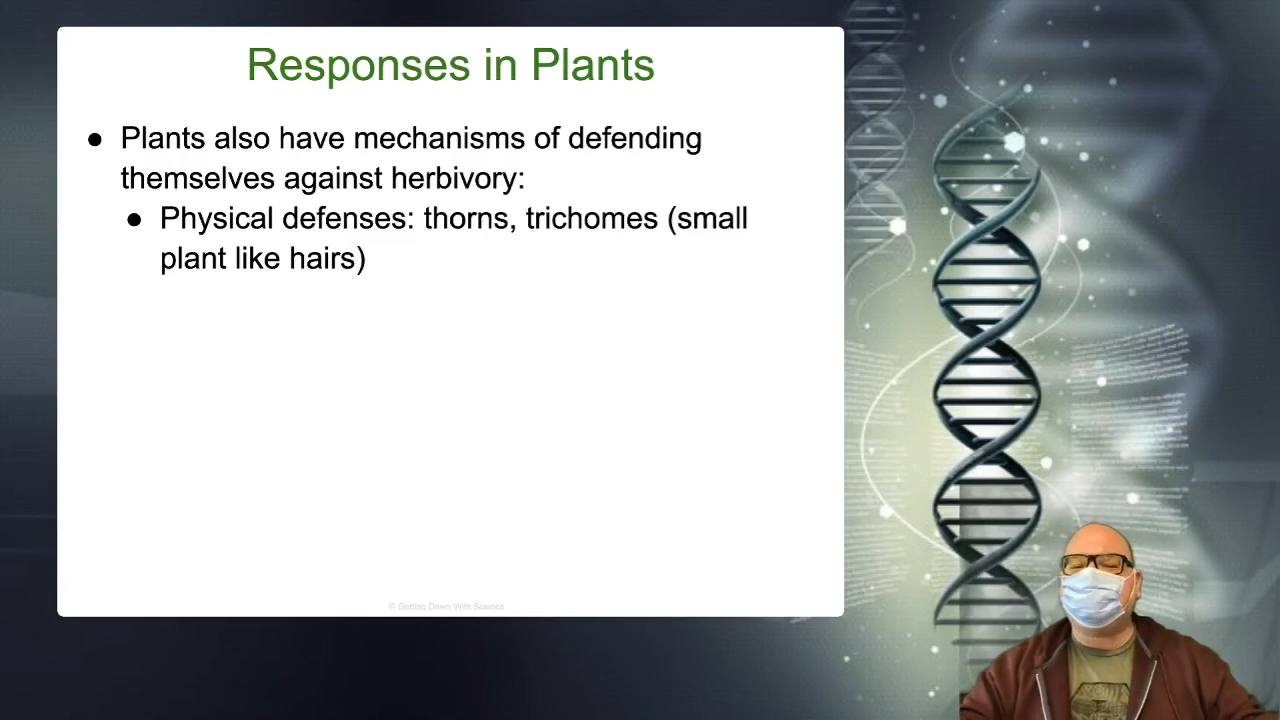 Responses in Plants
● Plants also have mechanisms of defending
themselves against herbivory:
● Physical defenses: thorns, trichomes (small
plant like hairs)
© Getting Down With Science